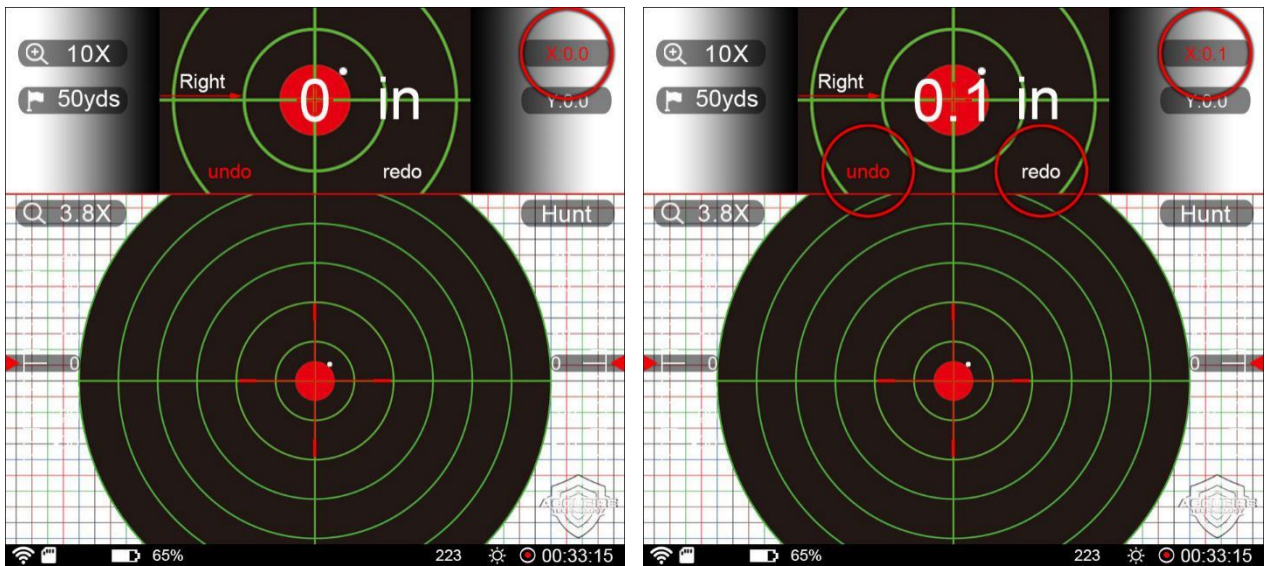 10X
50yds
Right
0 in
X:0.0
Y:0.0
undo
redo
3.8X
Hunt
0
0
65%
223
00:33:15
10X
50yds
Right
0.1 in
X:0.1
Y:0.0
undo
redo
3.8X
Hunt
0
0
65%
223
00:33:15